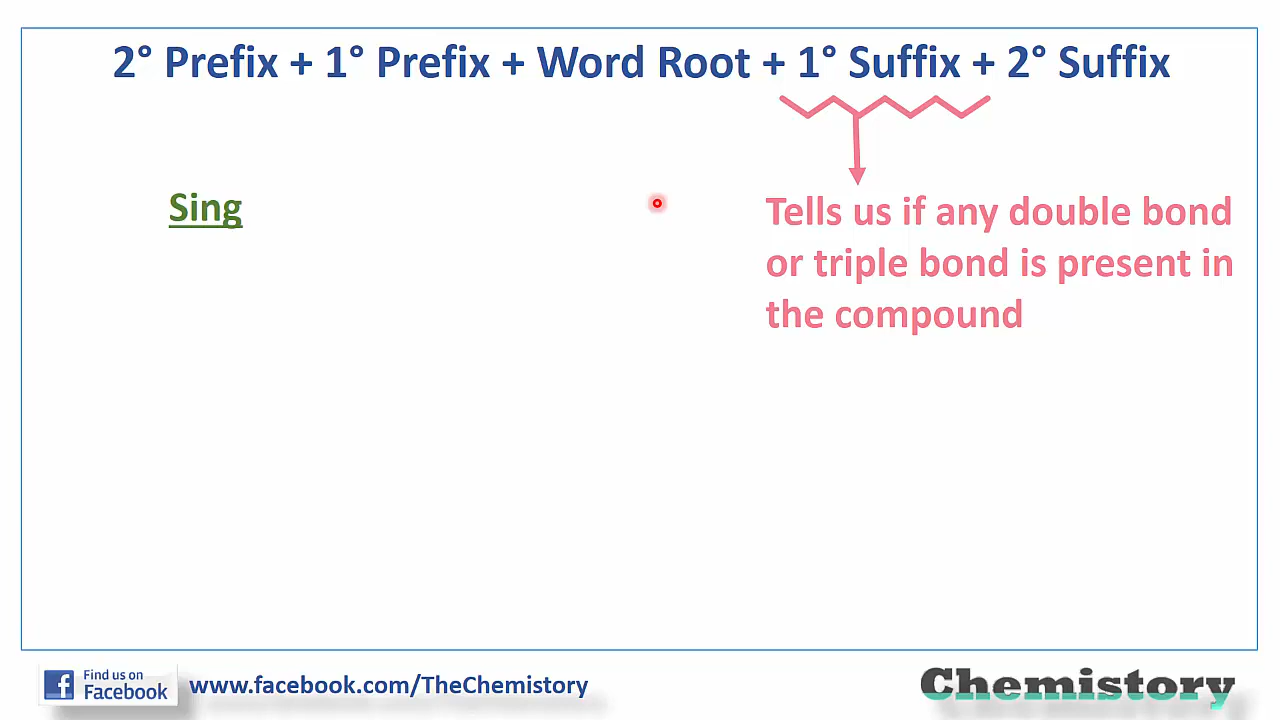 2° Prefix + 1° Prefix + Word Root + 1° Suffix + 2° Suffix
Sing
Tells us if any double bond
or triple bond is present in
the compound
Find us on
Facebook
www.facebook.com/TheChemistory
Chemistory